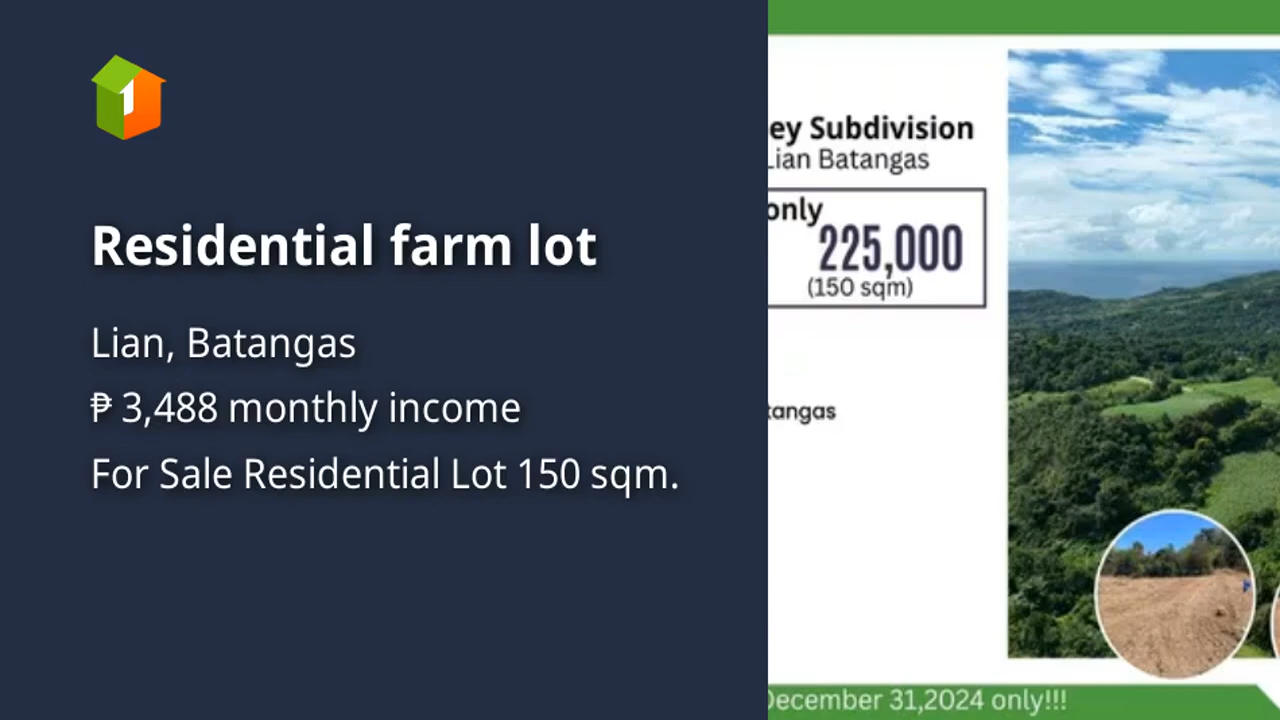 Residential farm lot
Lian, Batangas
₱ 3,488 monthly income
For Sale Residential Lot 150 sqm.
ey Subdivision
Lian Batangas
only
225,000
(150 sqm)
tangas
December 31,2024 only!!!